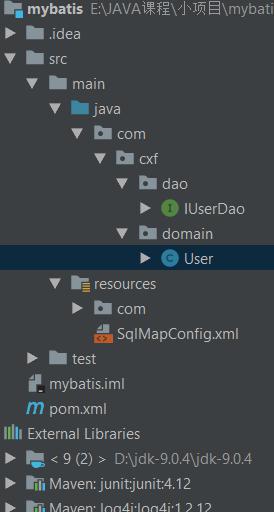 mybatis E:\JAVA课程\小项目\mybati
.idea
src
main
java
com
cxf
dao
I IUserDao
domain
C User
resources
com
SqlMapConfig.xml
test
mybatis.iml
m pom.xml
External Libraries
< 9 (2) > D:\jdk-9.0.4\jdk-9.0.4
Maven: junit:junit:4.12
Maven: log4j:log4j:1.2.12